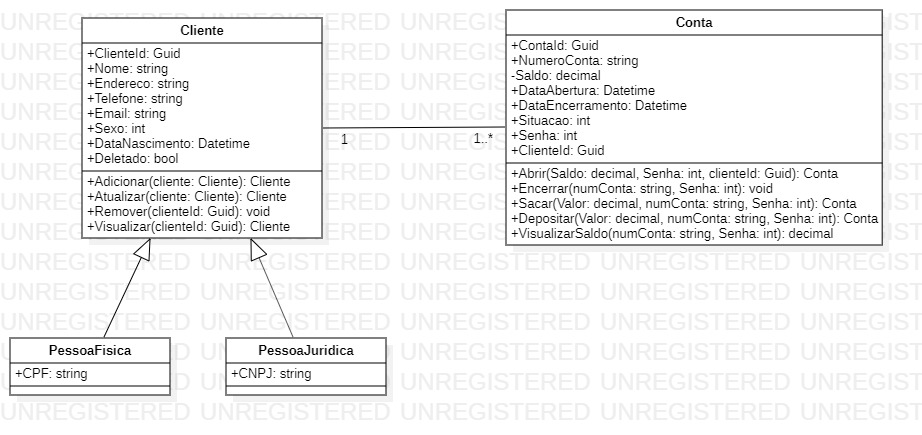 Cliente
+ClienteId: Guid
+Nome: string
+Endereco: string
+Telefone: string
+Email: string
+Sexo: int
+DataNascimento: Datetime
+Deletado: bool
+Adicionar(cliente: Cliente): Cliente
+Atualizar(cliente: Cliente): Cliente
+Remover(clienteId: Guid): void
+Visualizar(clienteId: Guid): Cliente
1
1..*
Conta
+ContaId: Guid
+NumeroConta: string
-Saldo: decimal
+DataAbertura: Datetime
+DataEncerramento: Datetime
+Situacao: int
+Senha: int
+ClienteId: Guid
+Abrir(Saldo: decimal, Senha: int, clienteId: Guid): Conta
+Encerrar(numConta: string, Senha: int): void
+Sacar(Valor: decimal, numConta: string, Senha: int): Conta
+Depositar(Valor: decimal, numConta: string, Senha: int): Conta
+VisualizarSaldo(numConta: string, Senha: int): decimal
PessoaFisica
+CPF: string
PessoaJuridica
+CNPJ: string
UNREGISTERED